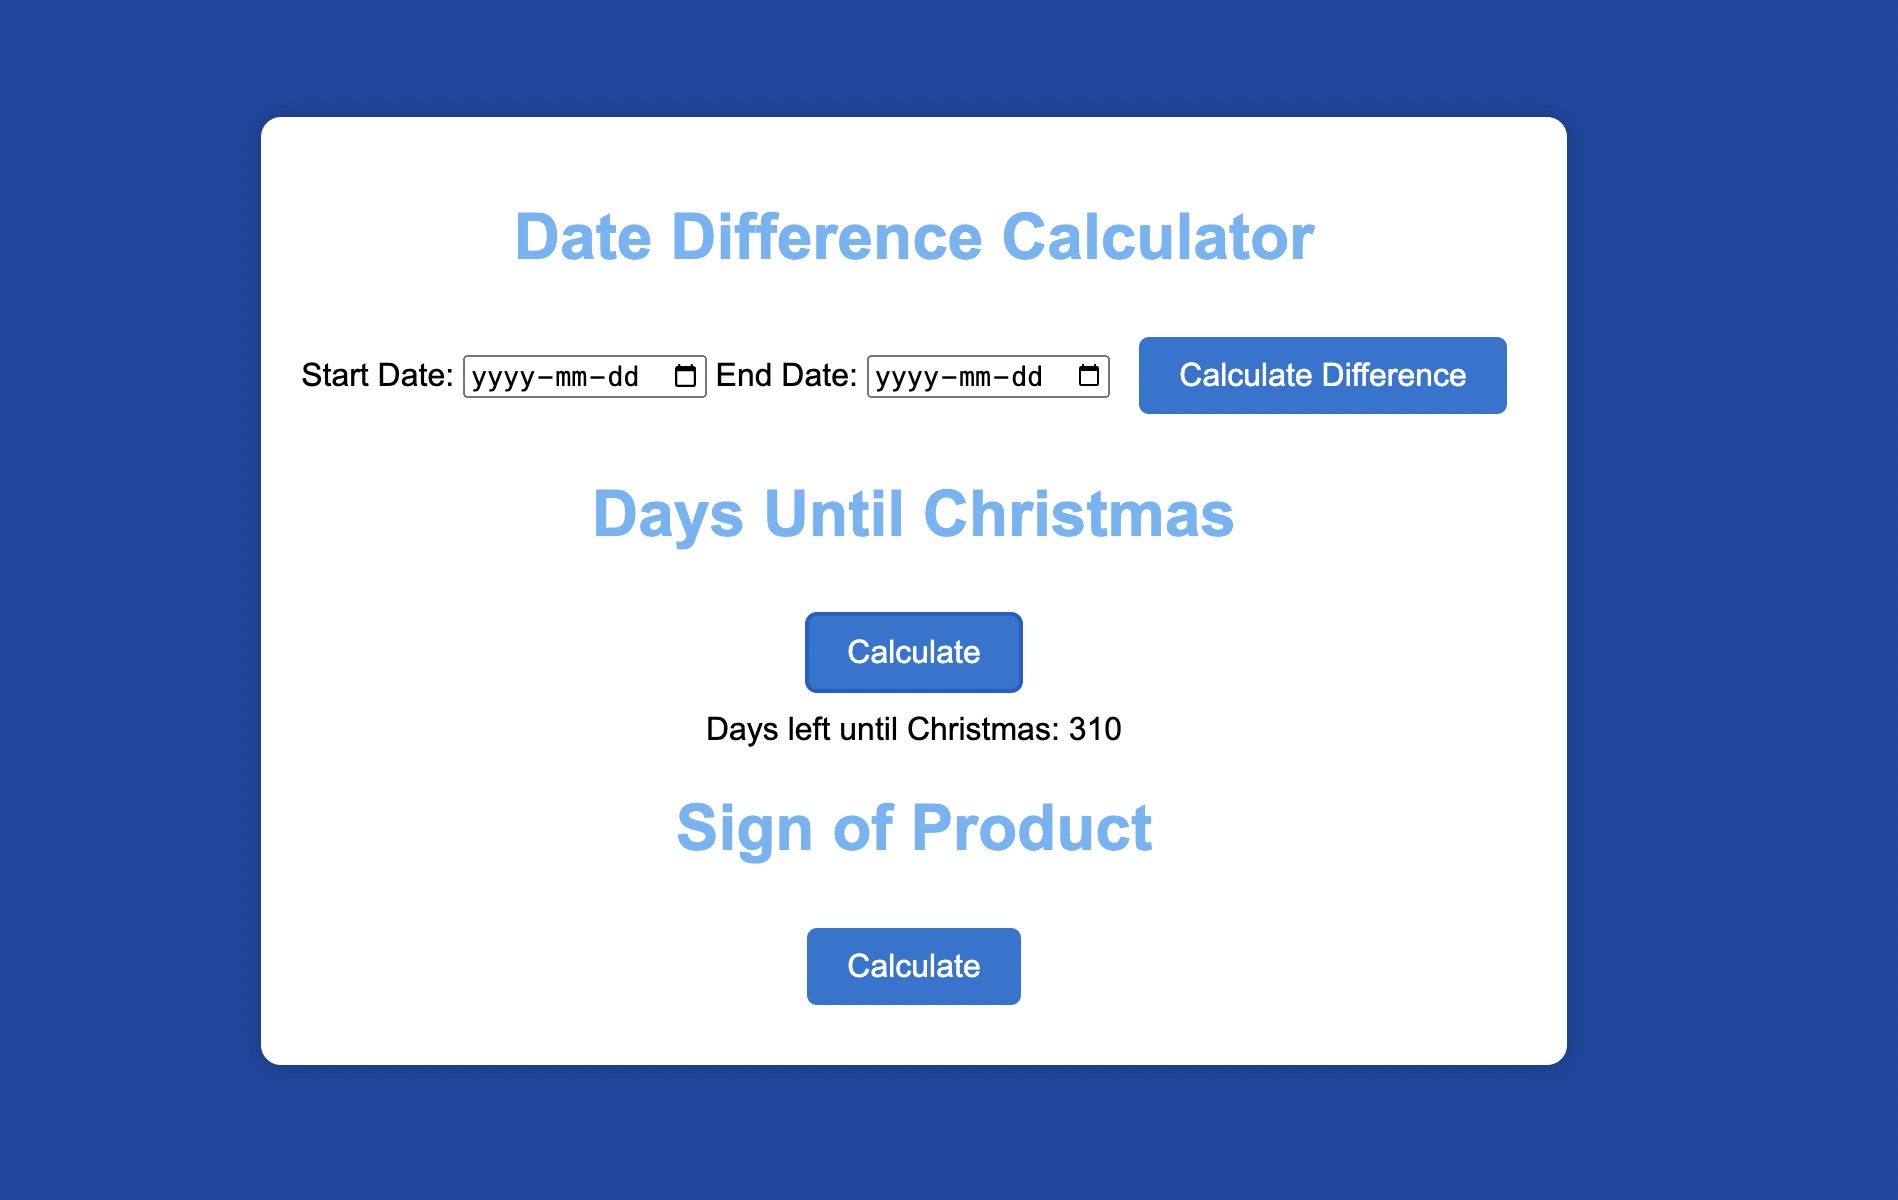 Date Difference Calculator
Start Date: yyyy-mm-dd End Date: yyyy-mm-dd Calculate Difference
Days Until Christmas
Calculate
Days left until Christmas: 310
Sign of Product
Calculate